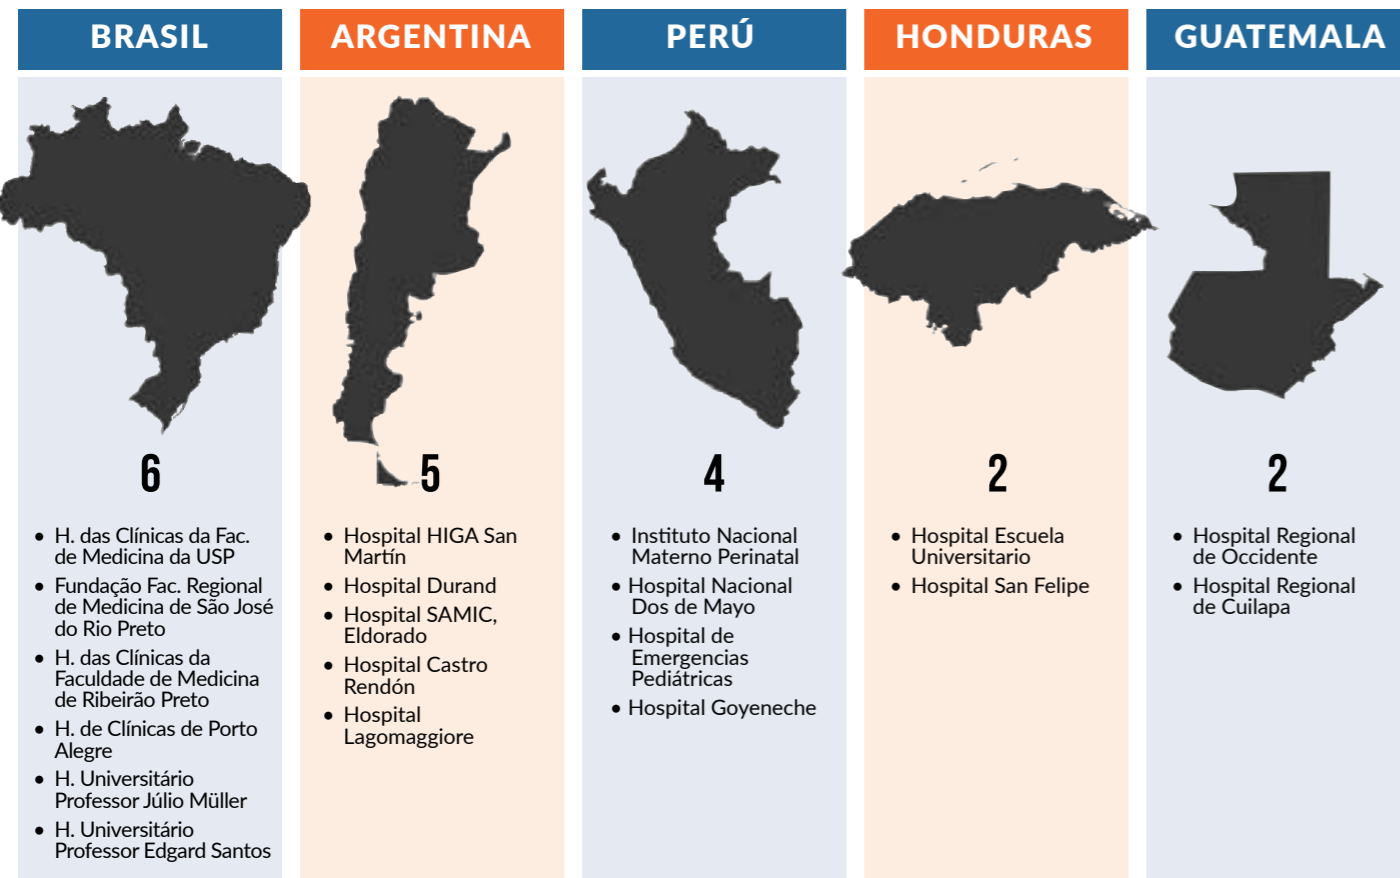 BRASIL
6
• H. das Clínicas da Fac.
de Medicina da USP
• Fundação Fac. Regional
de Medicina de São José
do Rio Preto
• H. das Clínicas da
Faculdade de Medicina
de Ribeirão Preto
• H. de Clínicas de Porto
Alegre
• H. Universitário
Professor Júlio Müller
• H. Universitário
Professor Edgard Santos
ARGENTINA
5
• Hospital HIGA San
Martín
• Hospital Durand
• Hospital SAMIC,
Eldorado
• Hospital Castro
Rendón
• Hospital
Lagomaggiore
PERÚ
4
• Instituto Nacional
Materno Perinatal
• Hospital Nacional
Dos de Mayo
• Hospital de
Emergencias
Pediátricas
• Hospital Goyeneche
HONDURAS
2
• Hospital Escuela
Universitario
• Hospital San Felipe
GUATEMALA
2
• Hospital Regional
de Occidente
• Hospital Regional
de Cuilapa